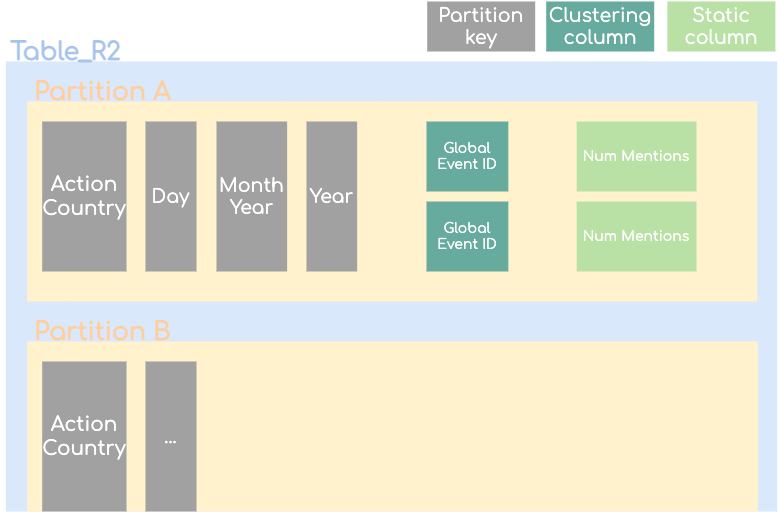 Partition
key
Clustering
column
Static
column
Table_R2
Partition A
Action
Country
Day
Month
Year
Year
Global
Event ID
Num Mentions
Global
Event ID
Num Mentions
Partition B
Action
Country
...